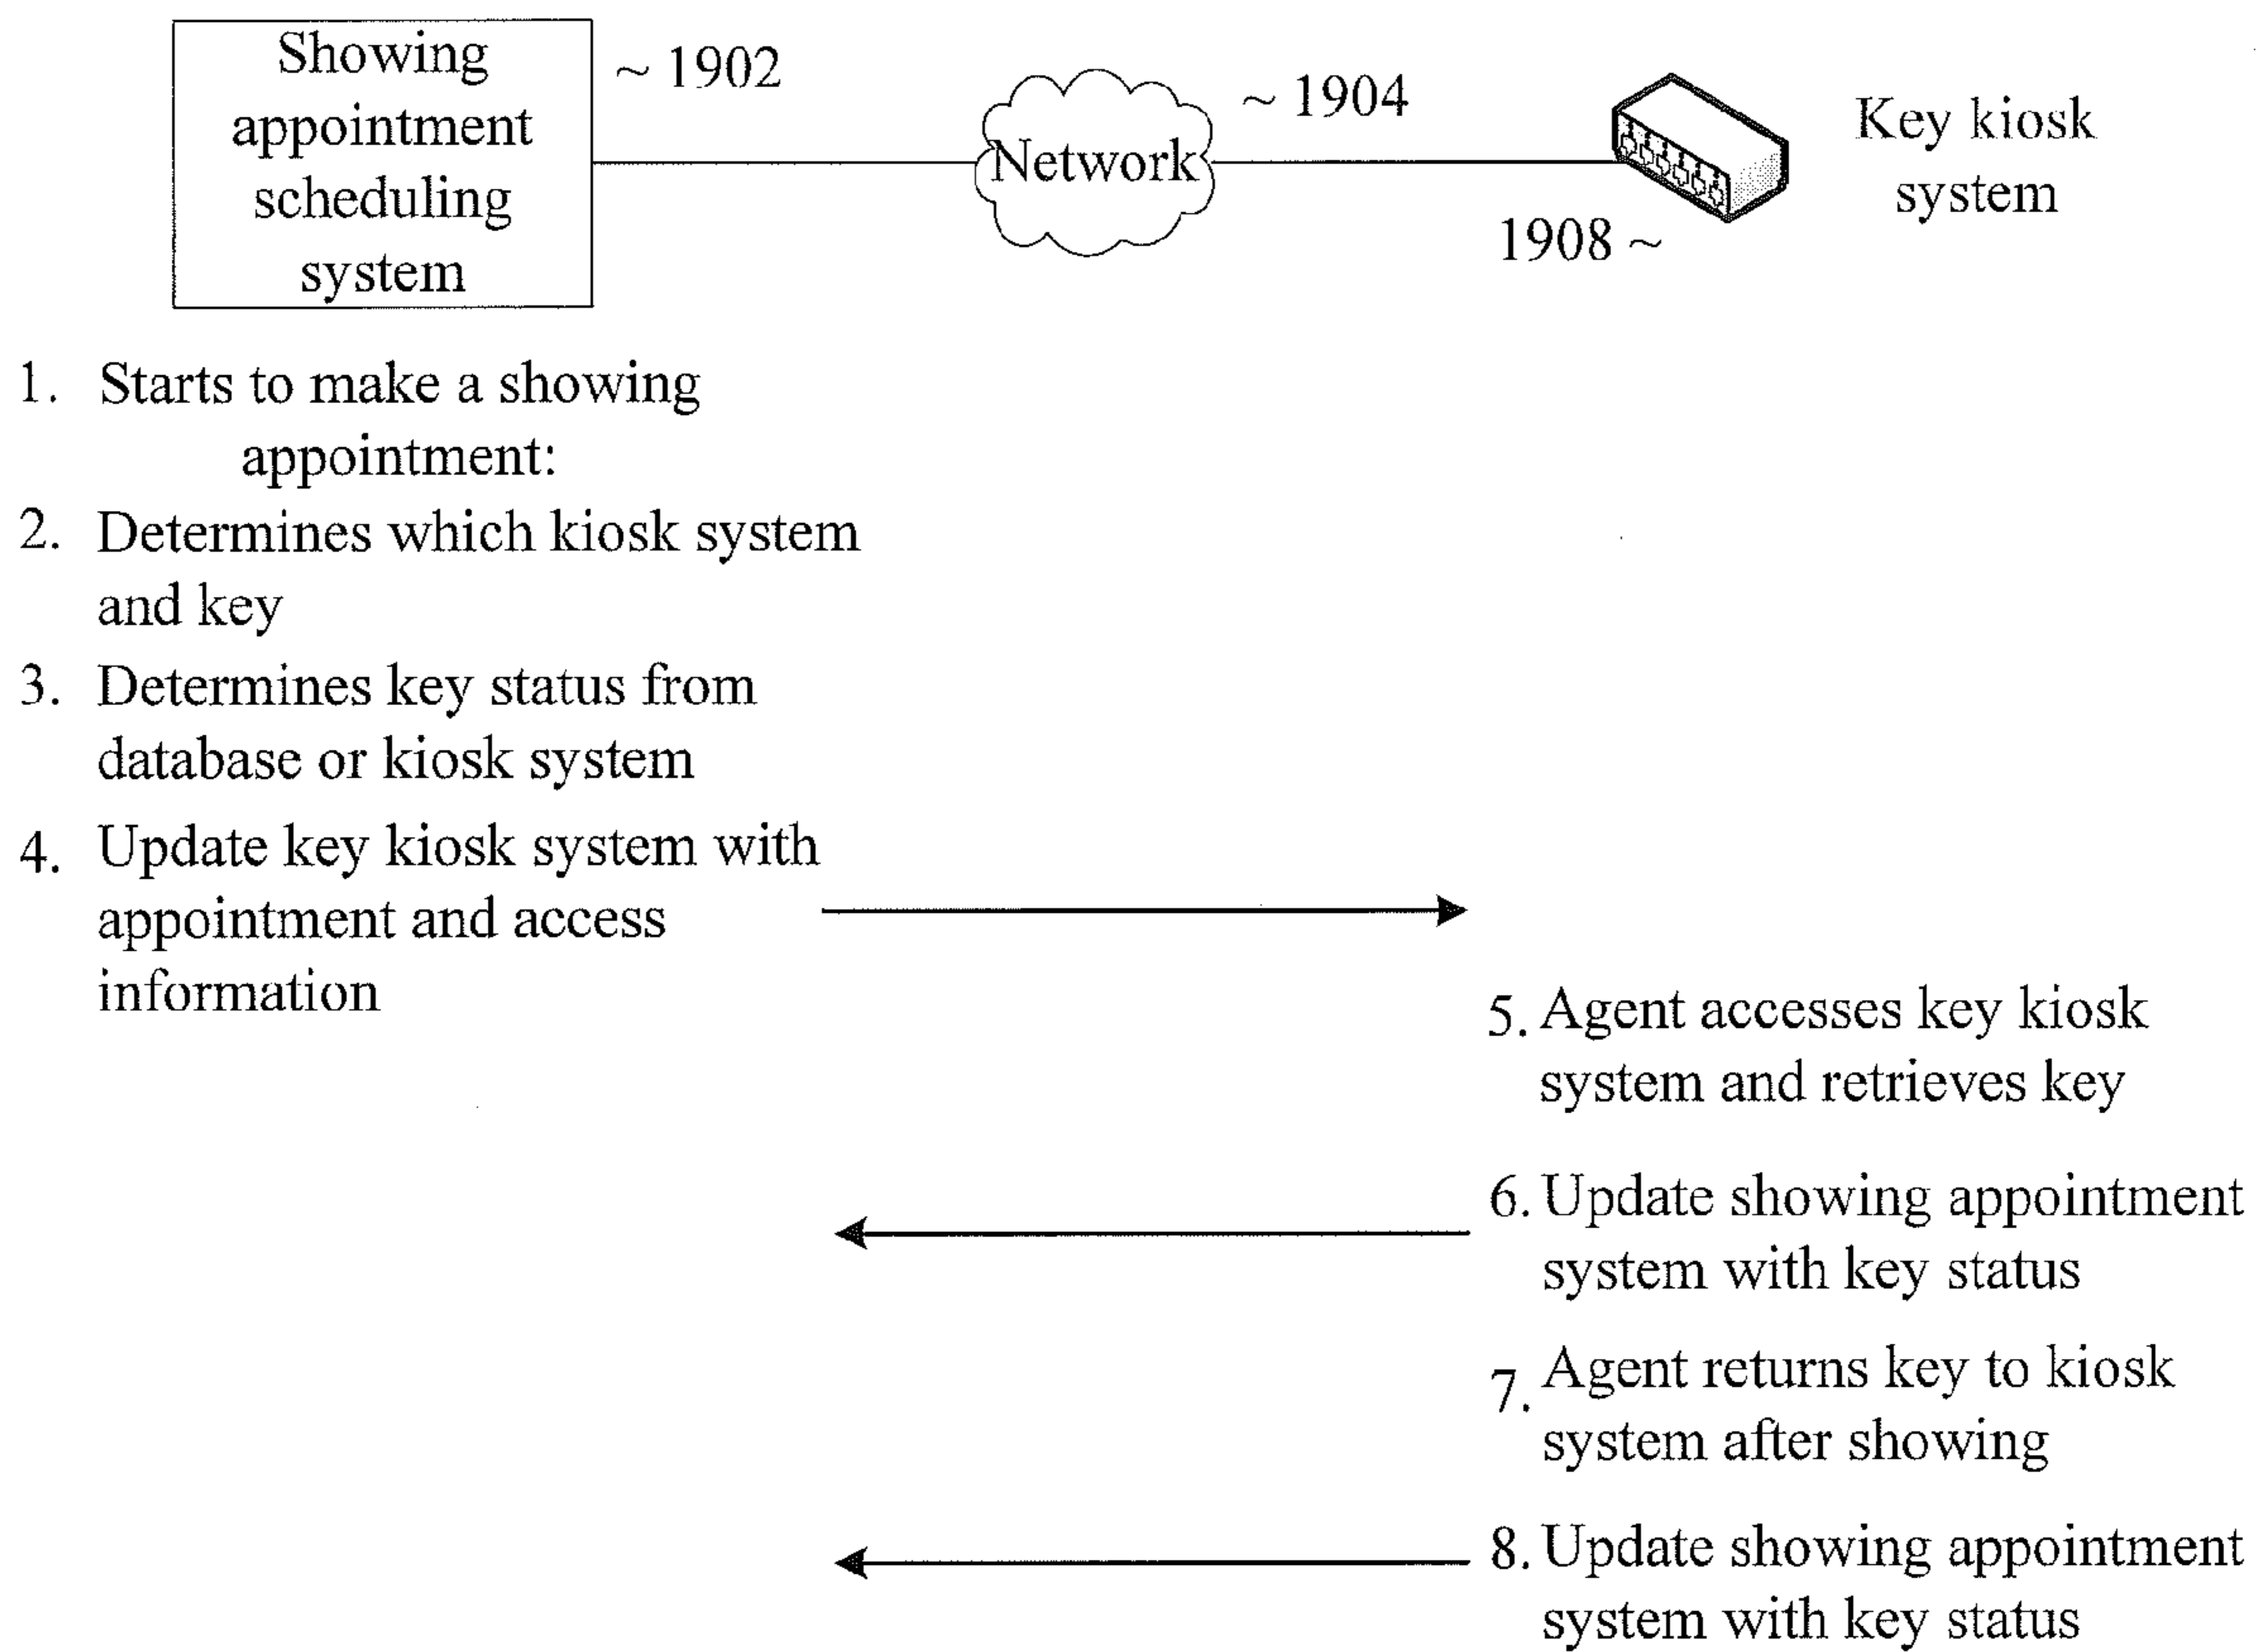 Showing
appointment
scheduling
system
~ 1902
Network
~ 1904
1908 ~
Key kiosk
system
1. Starts to make a showing
appointment:
2. Determines which kiosk system
and key
3. Determines key status from
database or kiosk system
4. Update key kiosk system with
appointment and access
information
5. Agent accesses key kiosk
system and retrieves key
6. Update showing appointment
system with key status
7. Agent returns key to kiosk
system after showing
8. Update showing appointment
system with key status